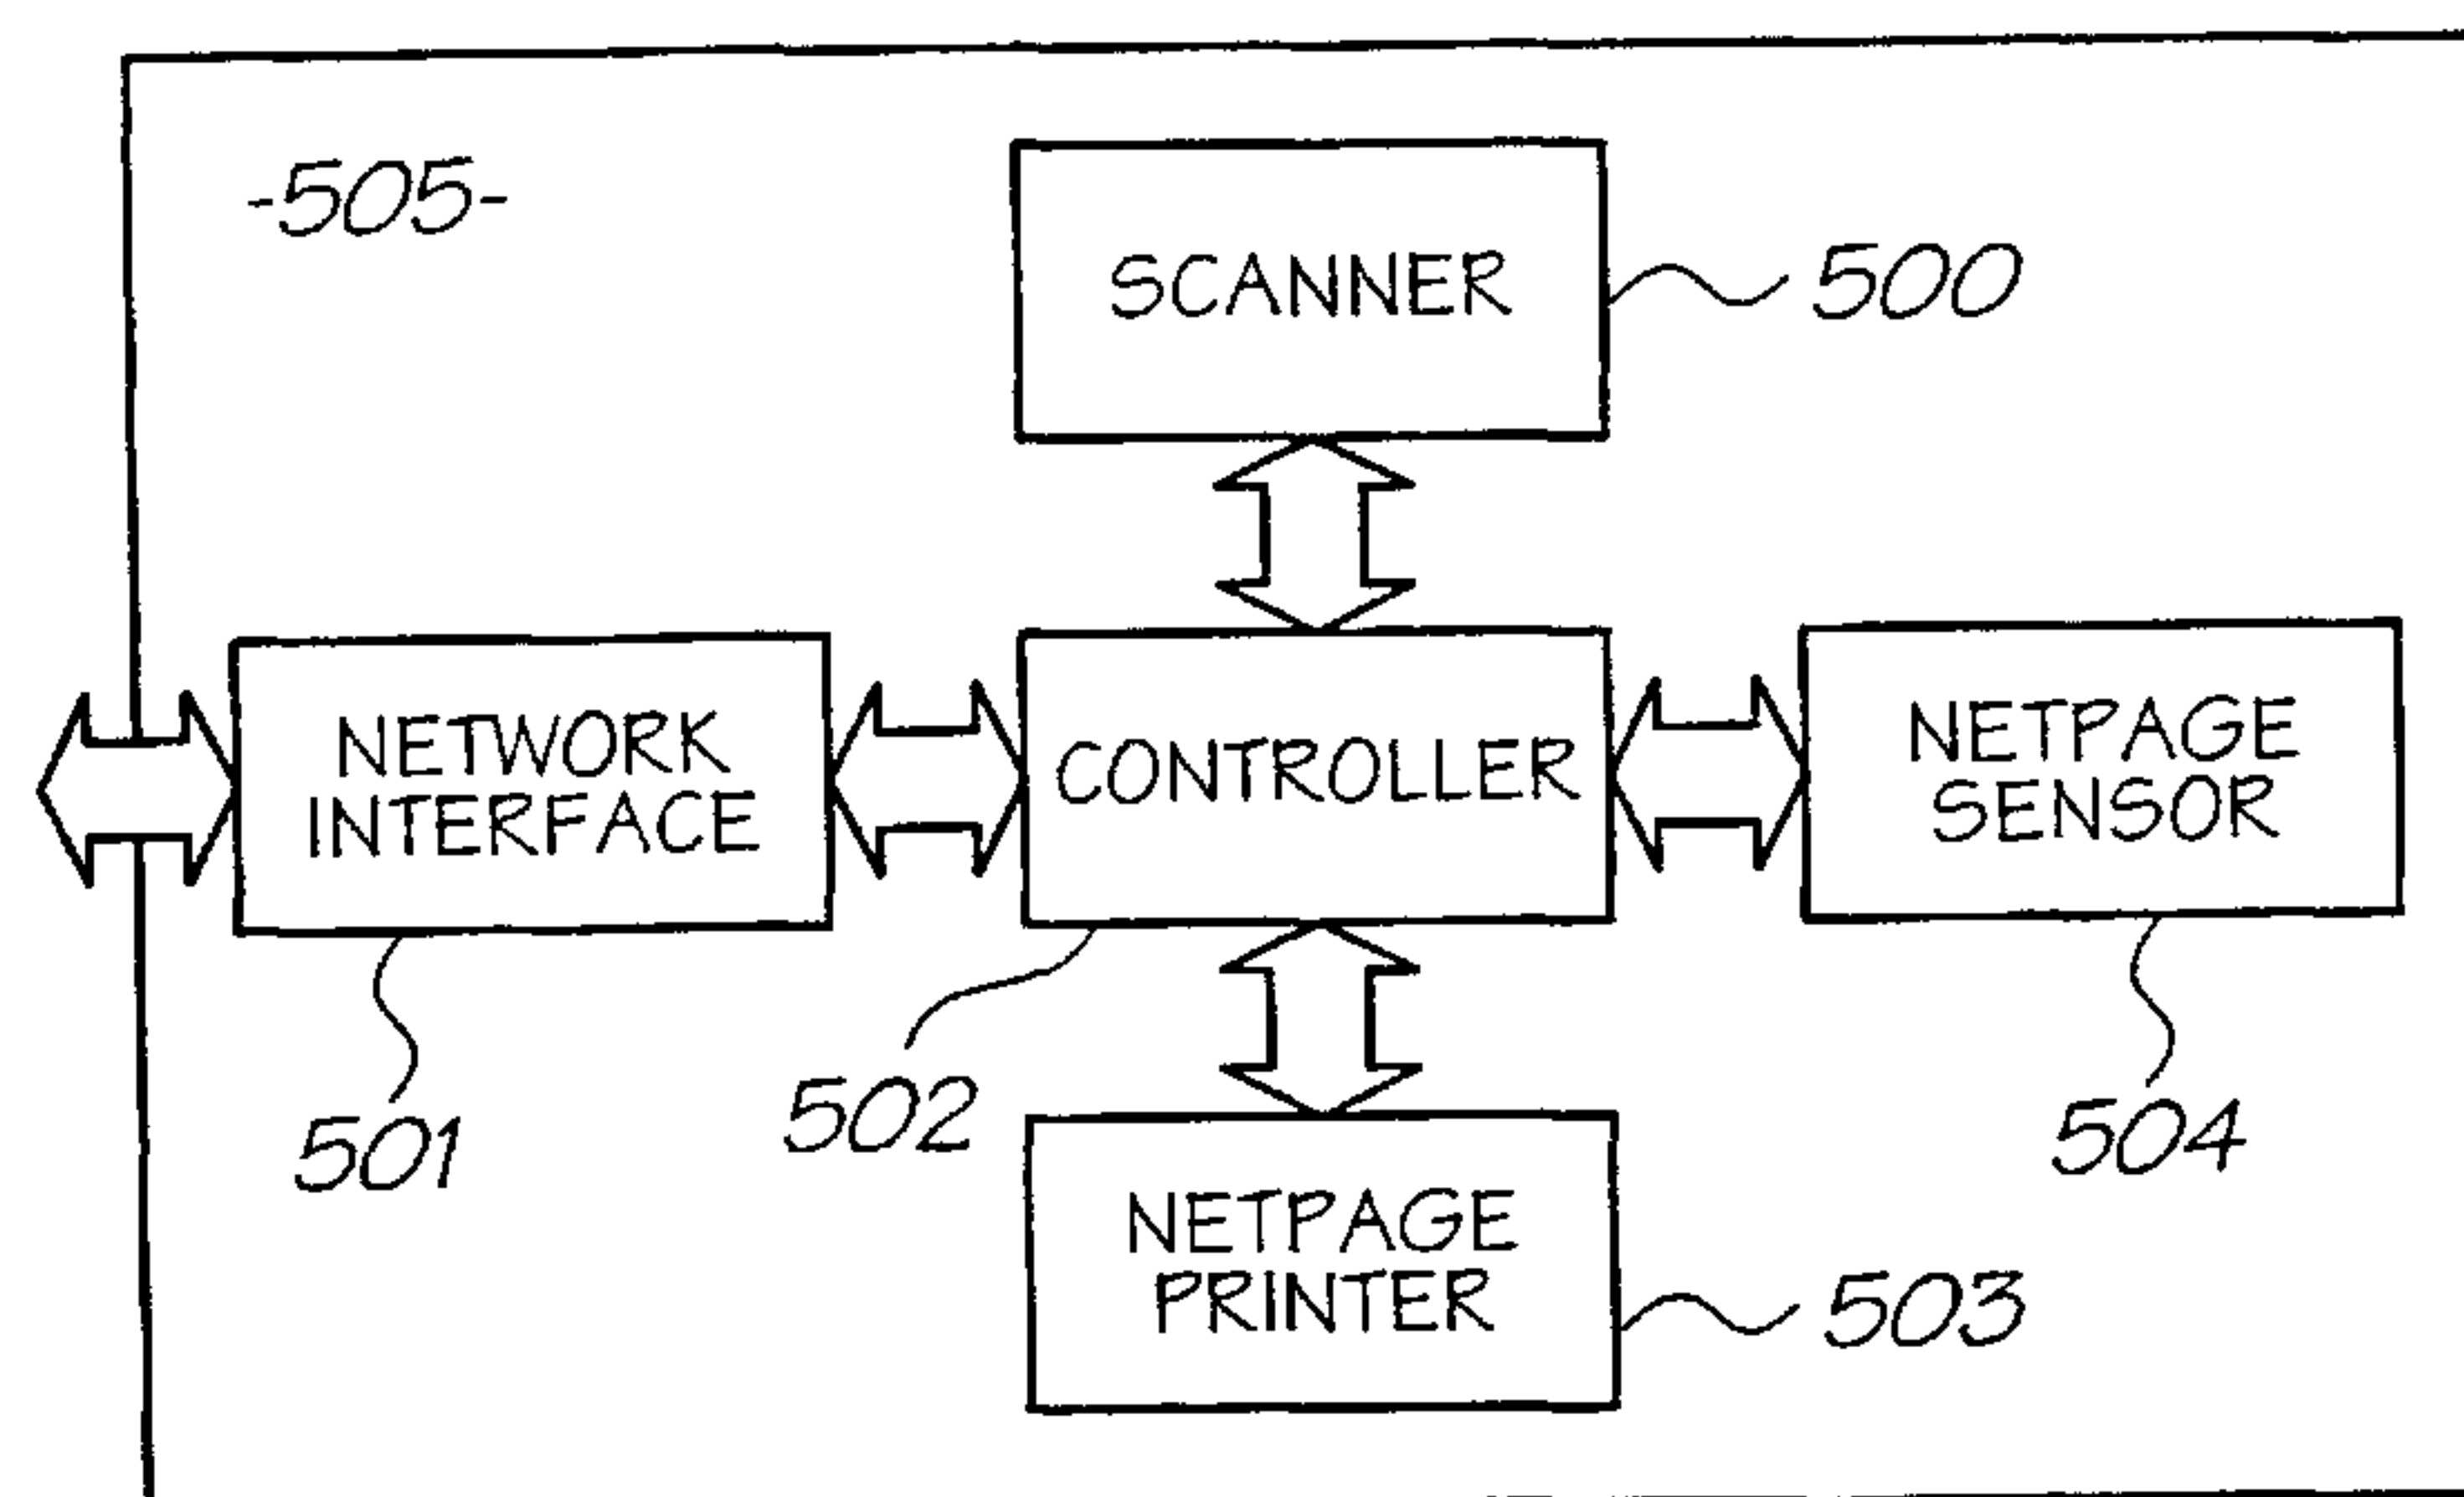 -505-
SCANNER
500
NETWORK
INTERFACE
CONTROLLER
NETPAGE
SENSOR
501
502
504
NETPAGE
PRINTER
503